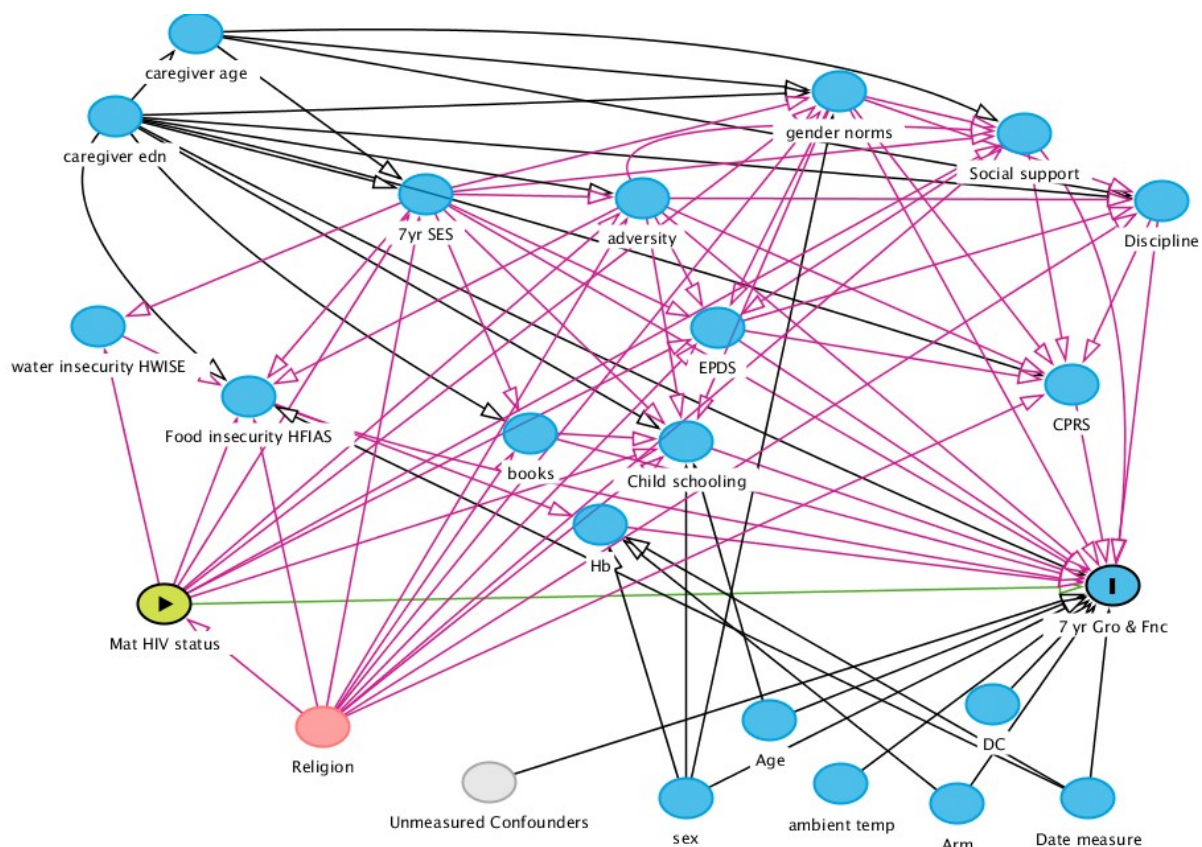 caregiver age
caregiver edn
gender norms
Social support
7yr SES
adversity
Discipline
water insecurity HWISE
EPDS
Food insecurity HFIAS
books
Child schooling
CPRS
Hb
Mat HIV status
7 yr Gro & Fnc
Religion
Age
DC
Unmeasured Confounders
sex
ambient temp
Arm
Date measure